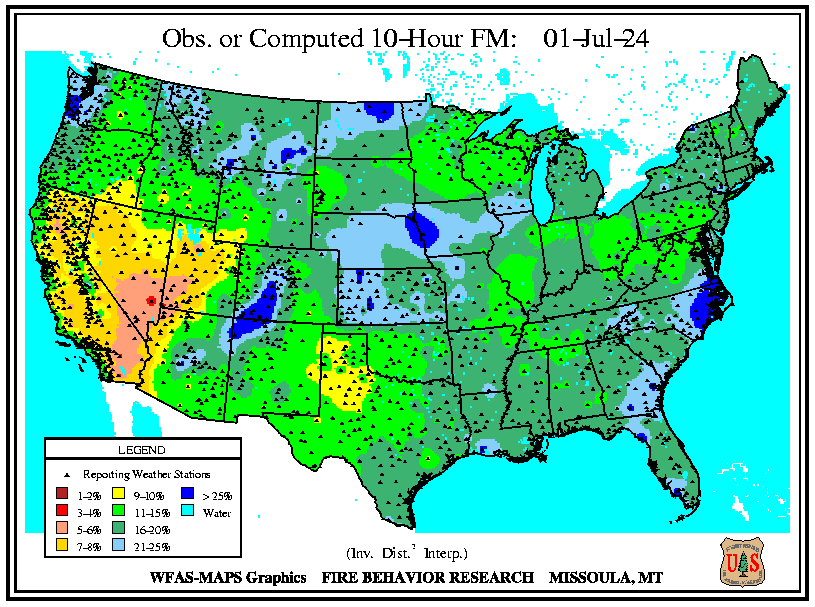 Obs. or Computed 10-Hour FM: 01-Jul-24
LEGEND
Reporting Weather Stations
1-2% 9-10% > 25%
3-4% 11-15% Water
5-6% 16-20%
7-8% 21-25%
(Inv. Dist.² Interp.)
WFAS-MAPS Graphics FIRE BEHAVIOR RESEARCH MISSOULA, MT
U S